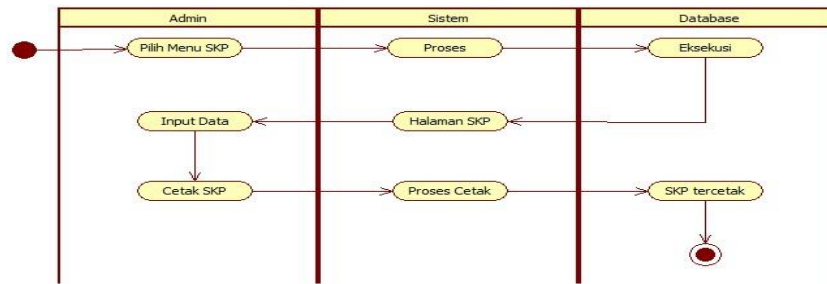 Admin
Sistem
Database
Pilih Menu SKP
Proses
Eksekusi
Input Data
Halaman SKP
Cetak SKP
Proses Cetak
SKP tercetak